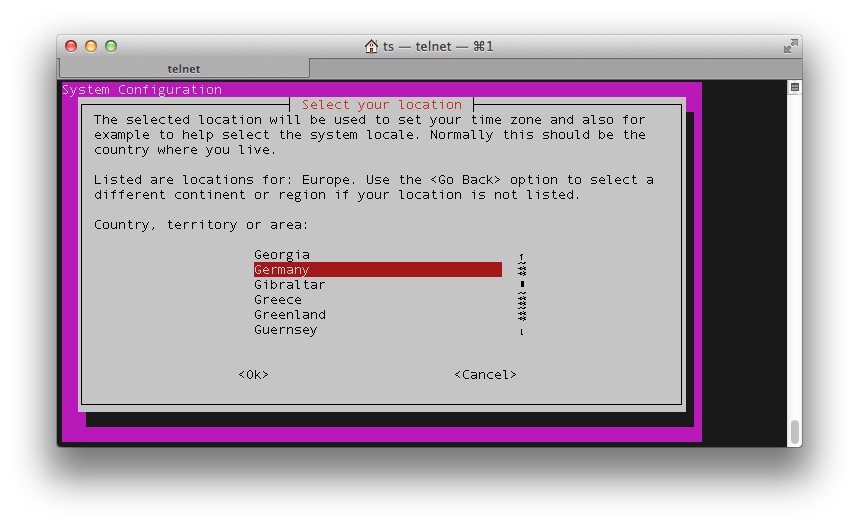 ts — telnet — ⌘1
telnet
System Configuration
Select your location
The selected location will be used to set your time zone and also for
example to help select the system locale. Normally this should be the
country where you live.
Listed are locations for: Europe. Use the <Go Back> option to select a
different continent or region if your location is not listed.
Country, territory or area:
Georgia
Germany
Gibraltar
Greece
Greenland
Guernsey
<Ok> <Cancel>